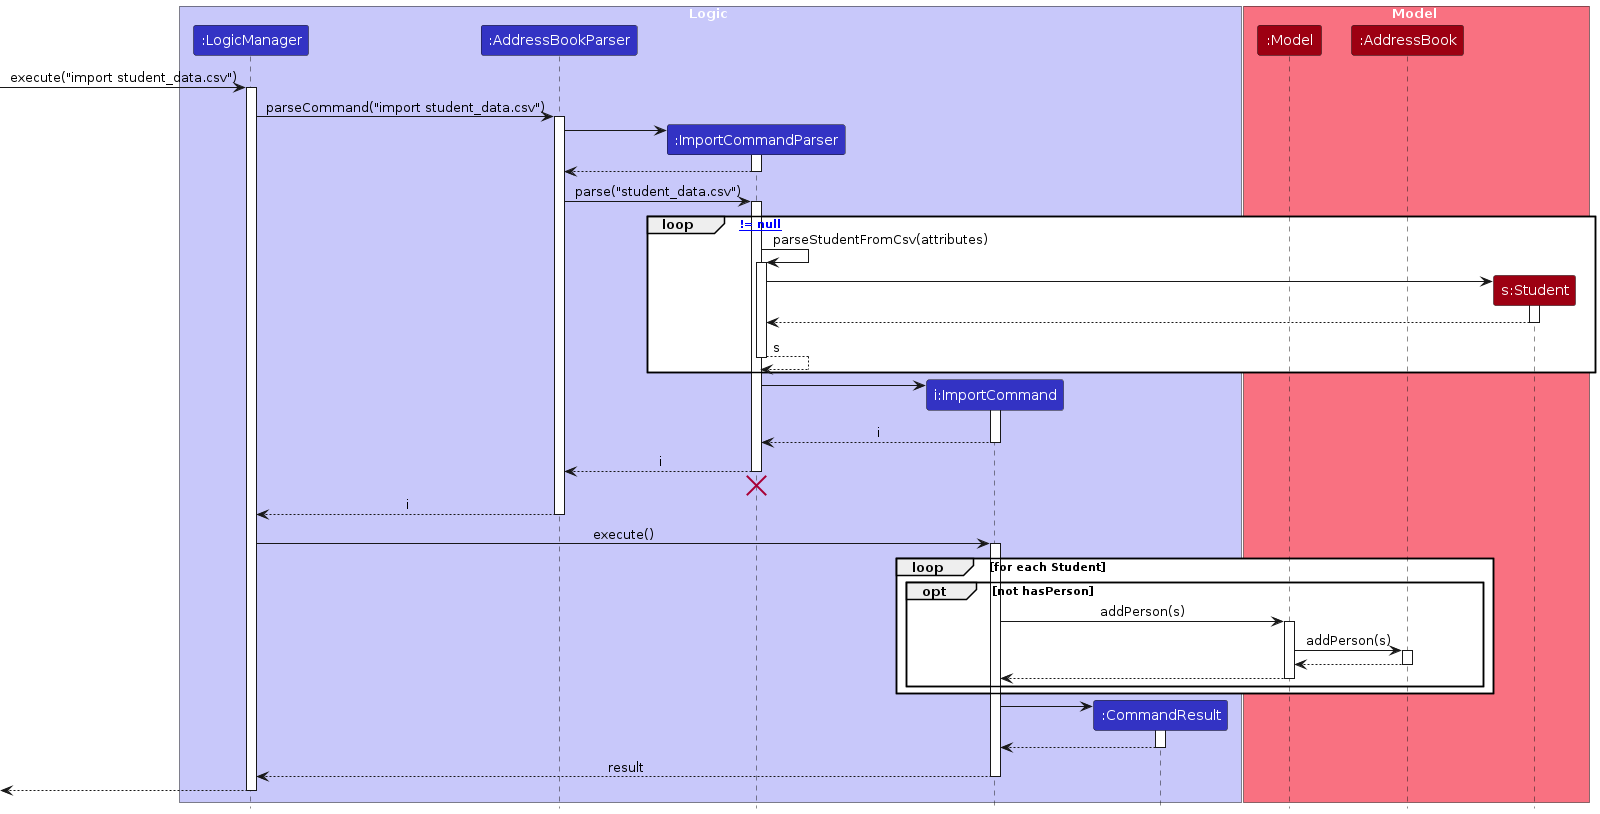 Logic
Model
:LogicManager
:AddressBookParser
:Model
:AddressBook
execute("import student_data.csv")
parseCommand("import student_data.csv")
:ImportCommandParser
parse("student_data.csv")
loop
!= null
parseStudentFromCsv(attributes)
s:Student
s
i:ImportCommand
i
i
i
execute()
loop
[for each Student]
opt
[not hasPerson]
addPerson(s)
addPerson(s)
:CommandResult
result